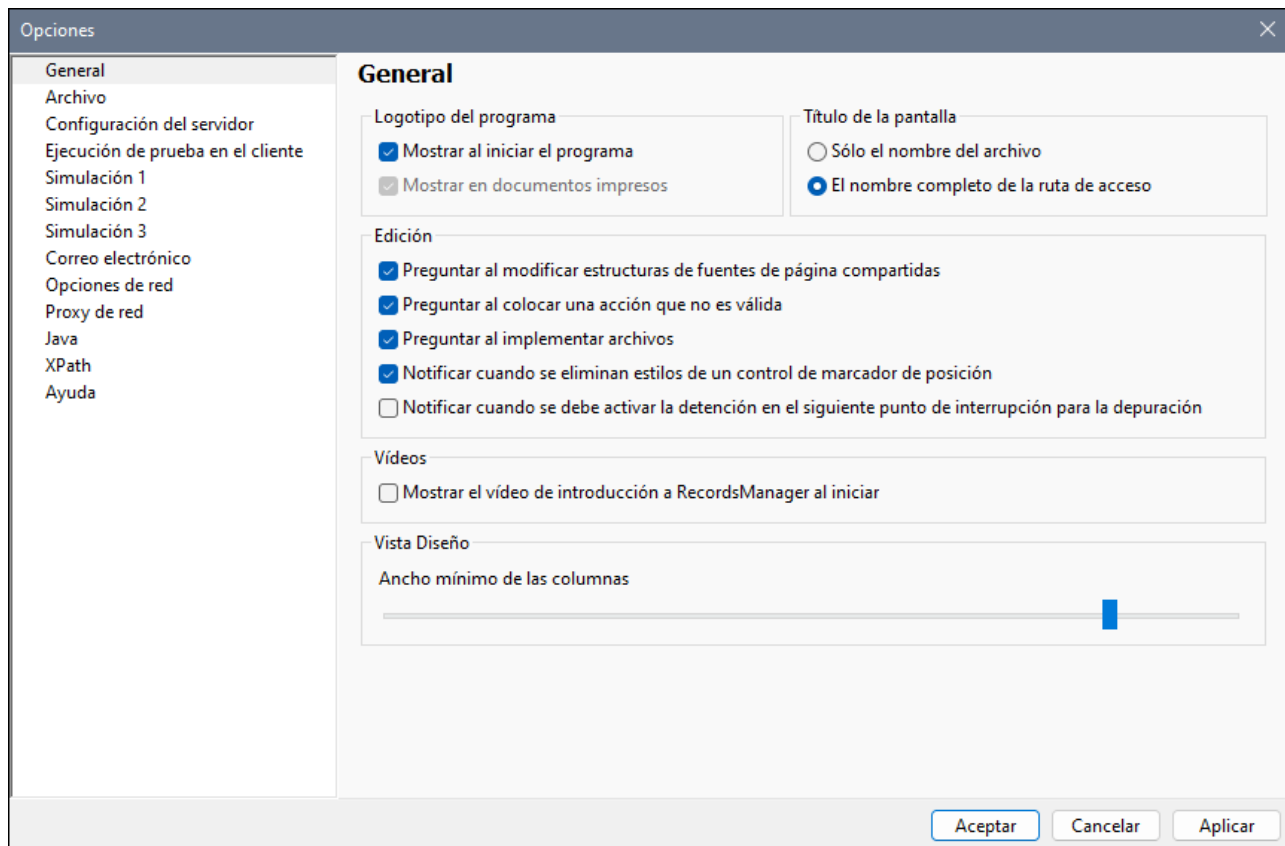 Opciones
General
Archivo
Configuración del servidor
Ejecución de prueba en el cliente
Simulación 1
Simulación 2
Simulación 3
Correo electrónico
Opciones de red
Proxy de red
Java
XPath
Ayuda
General
Logotipo del programa
Mostrar al iniciar el programa
Mostrar en documentos impresos
Título de la pantalla
Sólo el nombre del archivo
El nombre completo de la ruta de acceso
Edición
Preguntar al modificar estructuras de fuentes de página compartidas
Preguntar al colocar una acción que no es válida
Preguntar al implementar archivos
Notificar cuando se eliminan estilos de un control de marcador de posición
Notificar cuando se debe activar la detención en el siguiente punto de interrupción para la depuración
Vídeos
Mostrar el vídeo de introducción a RecordsManager al iniciar
Vista Diseño
Ancho mínimo de las columnas
Aceptar
Cancelar
Aplicar